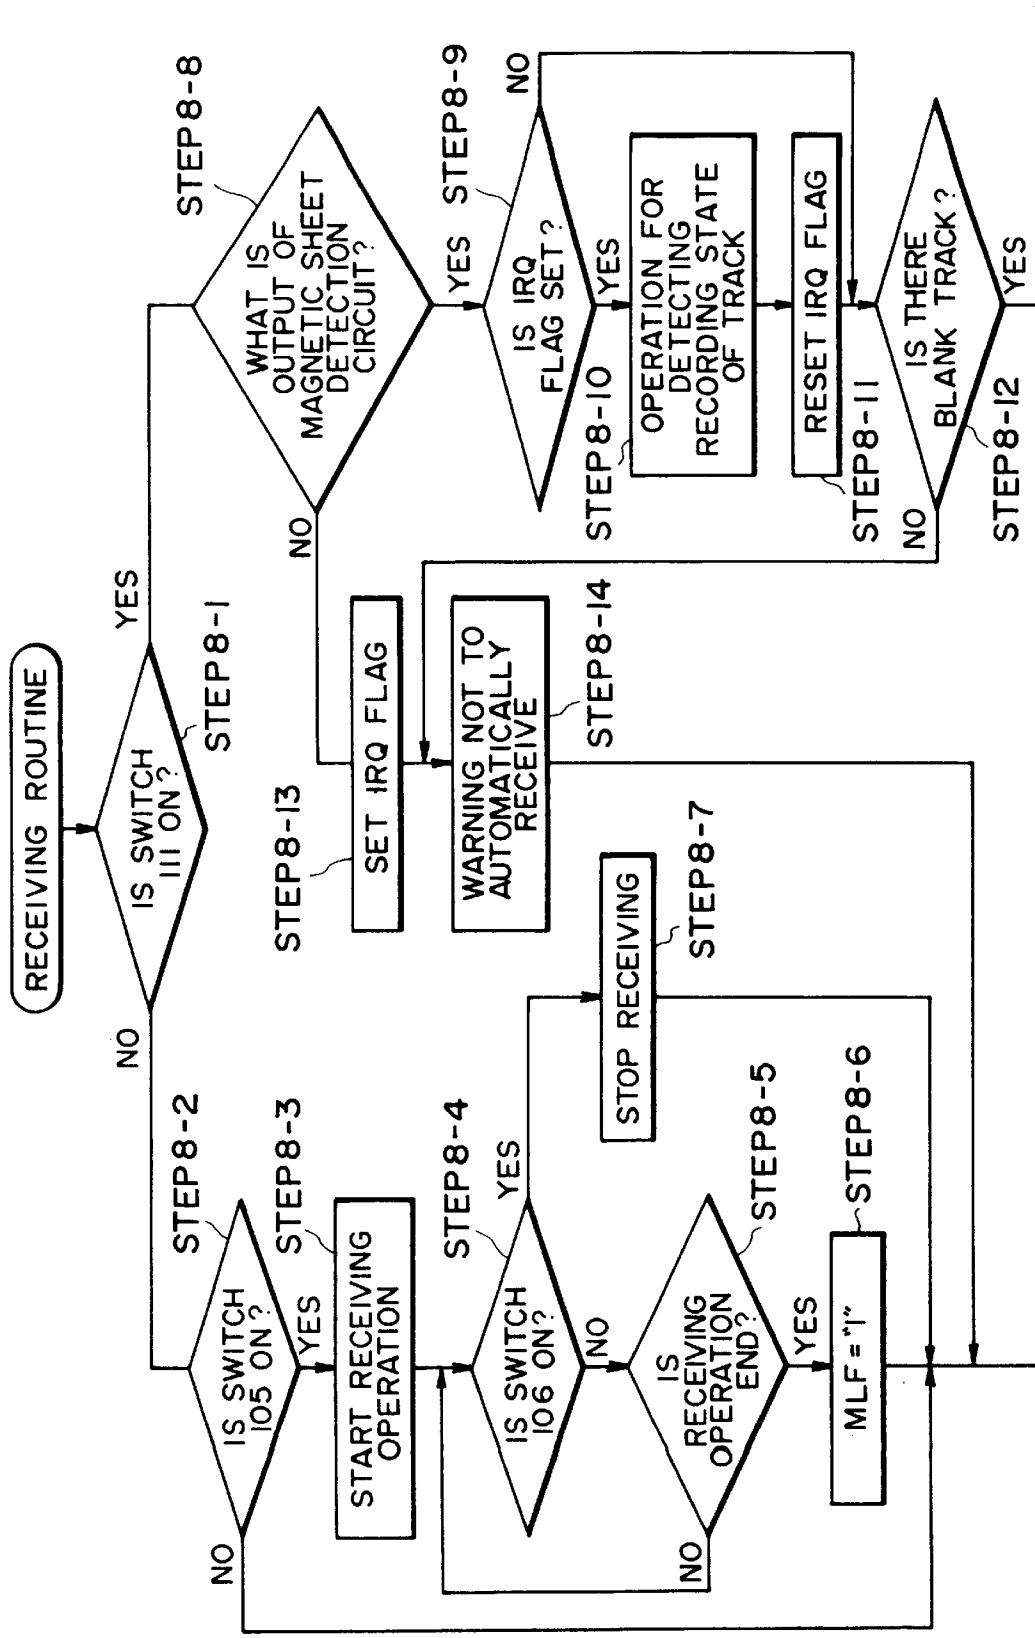 RECEIVING ROUTINE
IS SWITCH
111 ON?
STEP8-1
NO
YES
STEP8-2
IS SWITCH
105 ON?
NO
YES
STEP8-3
START RECEIVING
OPERATION
STEP8-4
IS SWITCH
106 ON?
YES
NO
STEP8-5
IS
RECEIVING
OPERATION
END?
NO
YES
STEP8-6
MLF="1"
STEP8-7
STOP RECEIVING
STEP8-8
WHAT IS
OUTPUT OF
MAGNETIC SHEET
DETECTION
CIRCUIT?
NO
YES
STEP8-9
IS IRQ
FLAG SET?
NO
YES
STEP8-10
OPERATION FOR
DETECTING
RECORDING STATE
OF TRACK
STEP8-11
RESET IRQ FLAG
STEP8-12
IS THERE
BLANK TRACK?
NO
YES
STEP8-13
SET IRQ FLAG
STEP8-14
WARNING NOT TO
AUTOMATICALLY
RECEIVE